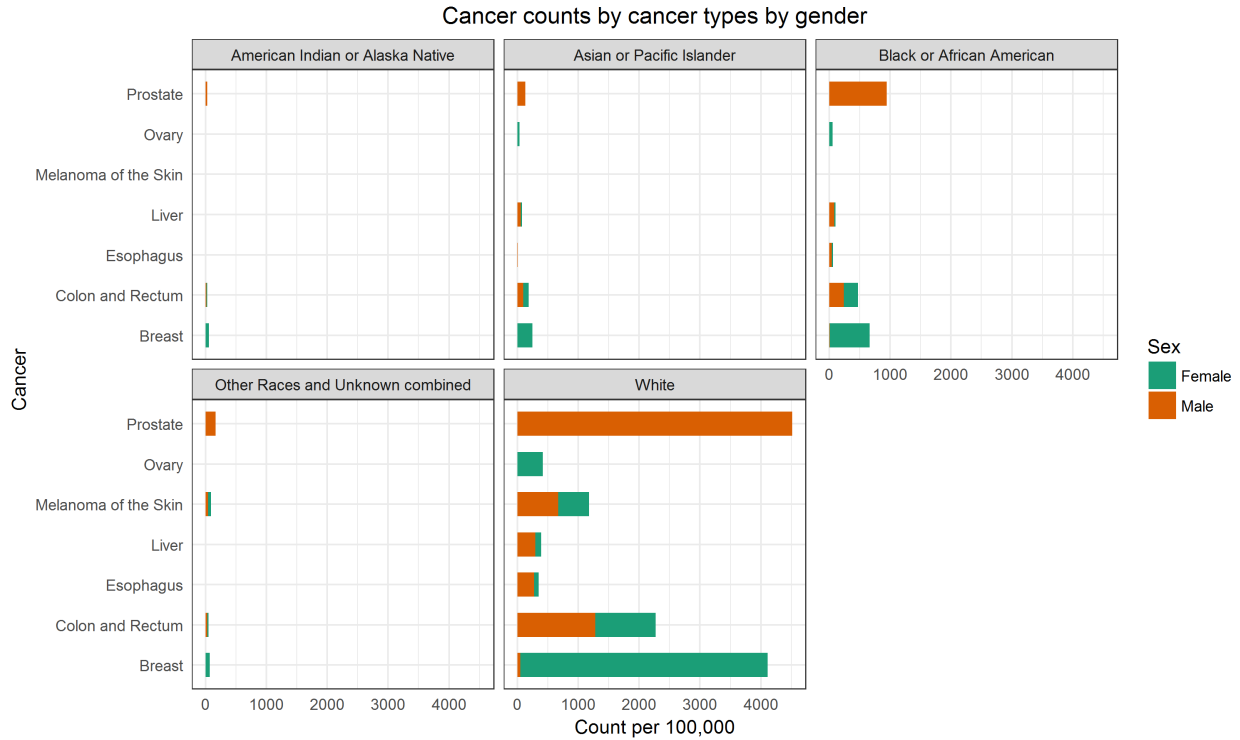 Cancer counts by cancer types by gender
American Indian or Alaska Native
Asian or Pacific Islander
Black or African American
Prostate
Ovary
Melanoma of the Skin
Liver
Esophagus
Colon and Rectum
Breast
0 1000 2000 3000 4000
Cancer
Sex
Female
Male
Other Races and Unknown combined
White
Prostate
Ovary
Melanoma of the Skin
Liver
Esophagus
Colon and Rectum
Breast
0 1000 2000 3000 4000
0 1000 2000 3000 4000
Count per 100,000